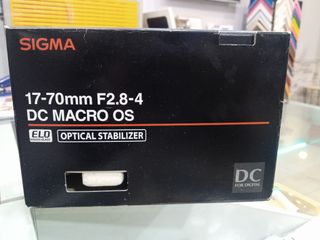 SIGMA
17-70mm F2.8-4
DC MACRO OS
ELD
OPTICAL STABILIZER
DC
FOR DIGITAL